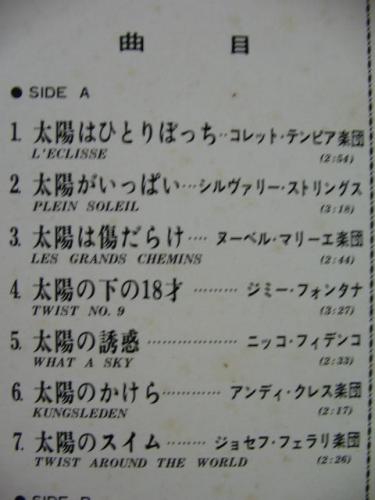 曲 目
● SIDE A
1. 太陽はひとりぼっち‥コレット・テンピア楽団
L'ECLISSE (2:54)
2. 太陽がいっぱい…シルヴァリー・ストリングス
PLEIN SOLEIL (3:18)
3. 太陽は傷だらけ‥‥ ヌーベル・マリーエ楽団
LES GRANDS CHEMINS (2:44)
4. 太陽の下の18才 ……… ジミー・フォンタナ
TWIST NO. 9 (3:27)
5. 太陽の誘惑 ………… ニッコ・フィデンコ
WHAT A SKY (2:33)
6. 太陽のかけら………… アンディ・クレス楽団
KUNGSLEDEN (2:17)
7. 太陽のスイム…… ジョセフ・フェラリ楽団
TWIST AROUND THE WORLD (2:26)